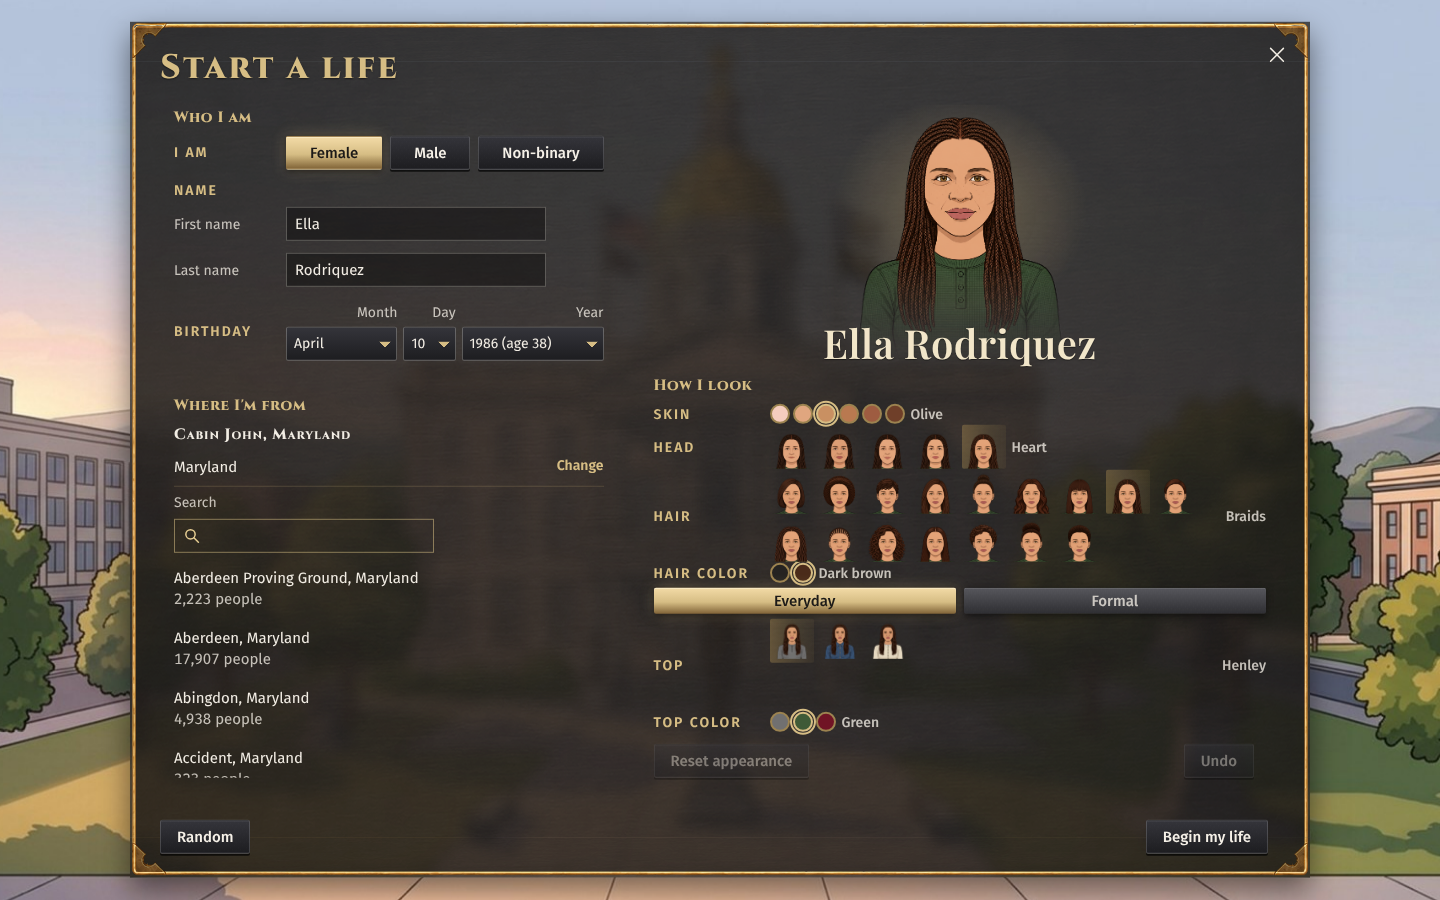 Start a life
Who I am
I AM
Female
Male
Non-binary
NAME
First name
Ella
Last name
Rodriquez
Month
Day
Year
BIRTHDAY
April
10
1986 (age 38)
Where I'm from
Cabin John, Maryland
Maryland
Change
Search
Aberdeen Proving Ground, Maryland
2,223 people
Aberdeen, Maryland
17,907 people
Abingdon, Maryland
4,938 people
Accident, Maryland
323 people
Random
Ella Rodriquez
How I look
SKIN
Olive
HEAD
Heart
HAIR
Braids
HAIR COLOR
Dark brown
Everyday
Formal
TOP
Henley
TOP COLOR
Green
Reset appearance
Undo
Begin my life